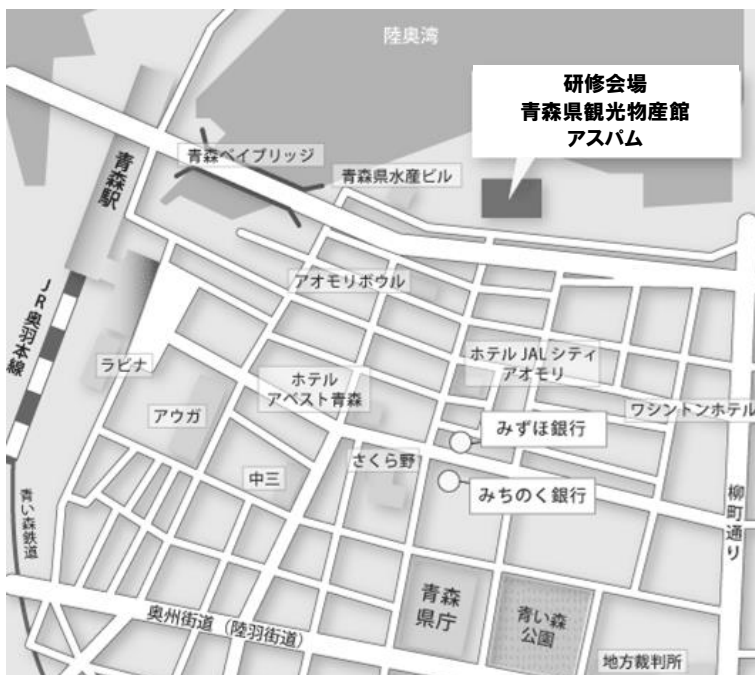 陸奥湾
研修会場
青森県観光物産館
アスパム
青森ベイブリッジ
青森県水産ビル
青森駅
アオモリボウル
JR奥羽本線
ラビナ
ホテル
アベスト青森
ホテルJALシティ
アオモリ
アウガ
ワシントンホテル
みずほ銀行
さくら野
中三
みちのく銀行
柳町通り
青い森鉄道
青森
県庁
青い森
公園
奥州街道（陸羽街道）
地方裁判所